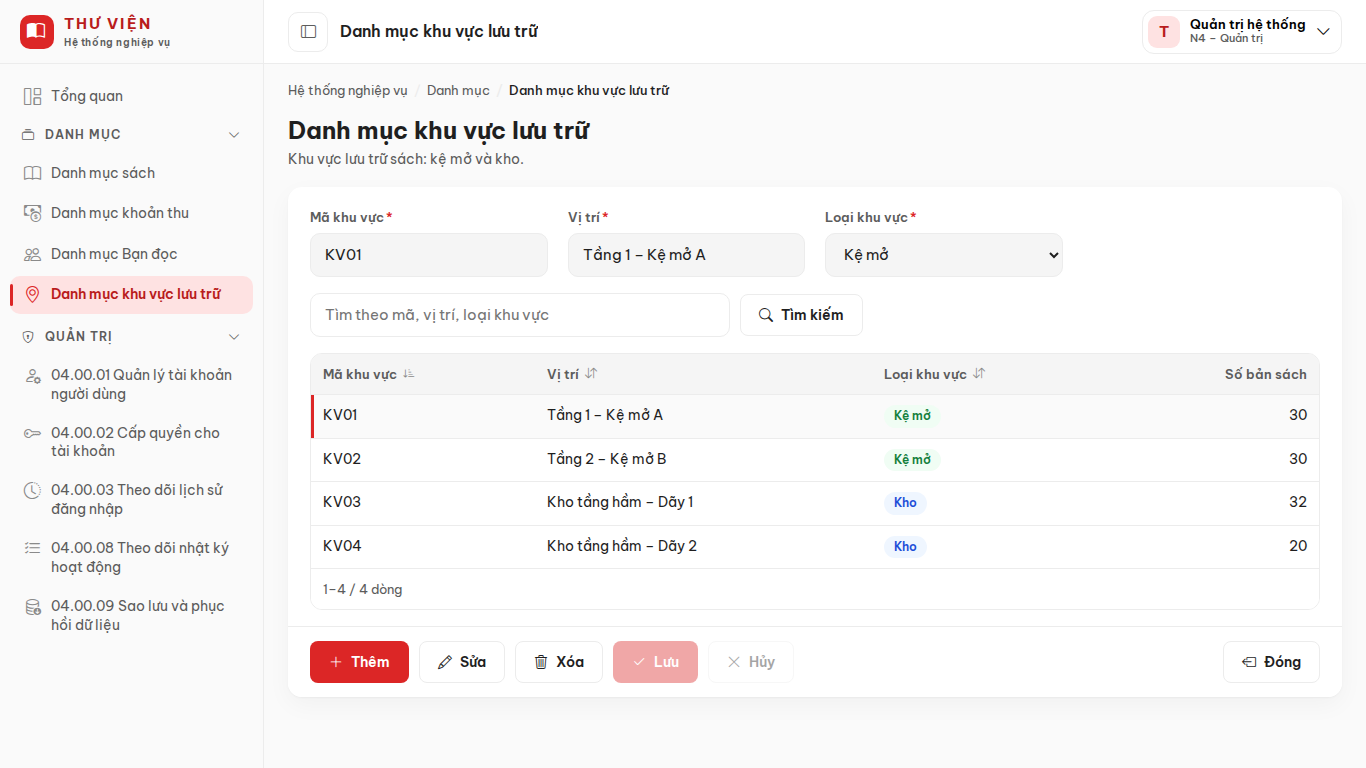 THƯ VIỆN
Hệ thống nghiệp vụ
Tổng quan
DANH MỤC
Danh mục sách
Danh mục khoản thu
Danh mục Bạn đọc
Danh mục khu vực lưu trữ
QUẢN TRỊ
04.00.01 Quản lý tài khoản
người dùng
04.00.02 Cấp quyền cho
tài khoản
04.00.03 Theo dõi lịch sử
đăng nhập
04.00.08 Theo dõi nhật ký
hoạt động
04.00.09 Sao lưu và phục
hồi dữ liệu
Danh mục khu vực lưu trữ
T
Quản trị hệ thống
N4 – Quản trị
Hệ thống nghiệp vụ / Danh mục / Danh mục khu vực lưu trữ
Danh mục khu vực lưu trữ
Khu vực lưu trữ sách: kệ mở và kho.
Mã khu vực * Vị trí * Loại khu vực *
KV01 Tầng 1 – Kệ mở A Kệ mở
Tìm theo mã, vị trí, loại khu vực Tìm kiếm
Mã khu vực Vị trí Loại khu vực Số bản sách
KV01 Tầng 1 – Kệ mở A Kệ mở 30
KV02 Tầng 2 – Kệ mở B Kệ mở 30
KV03 Kho tầng hầm – Dãy 1 Kho 32
KV04 Kho tầng hầm – Dãy 2 Kho 20
1–4 / 4 dòng
Thêm Sửa Xóa Lưu Hủy Đóng